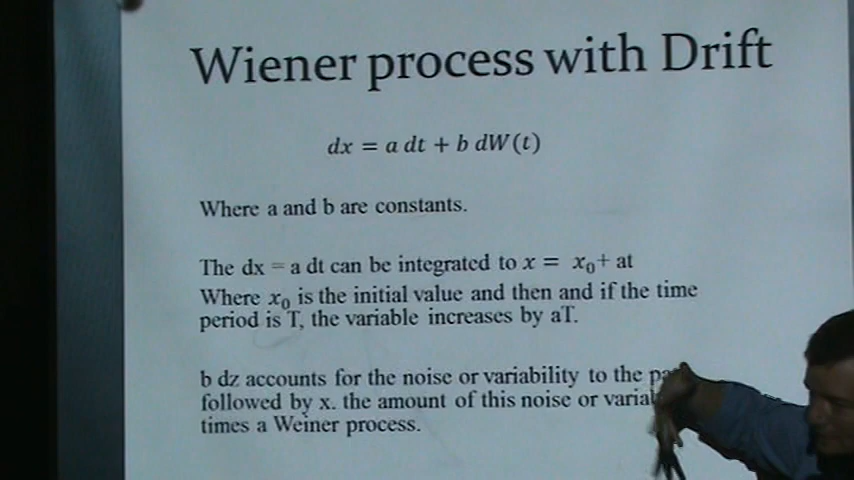 Wiener process with Drift
dx = a dt + b dW(t)
Where a and b are constants.
The dx = a dt can be integrated to x = x₀+ at
Where x₀ is the initial value and then and if the time
period is T, the variable increases by aT.
b dz accounts for the noise or variability to the
followed by x. the amount of this noise or
times a Weiner process.